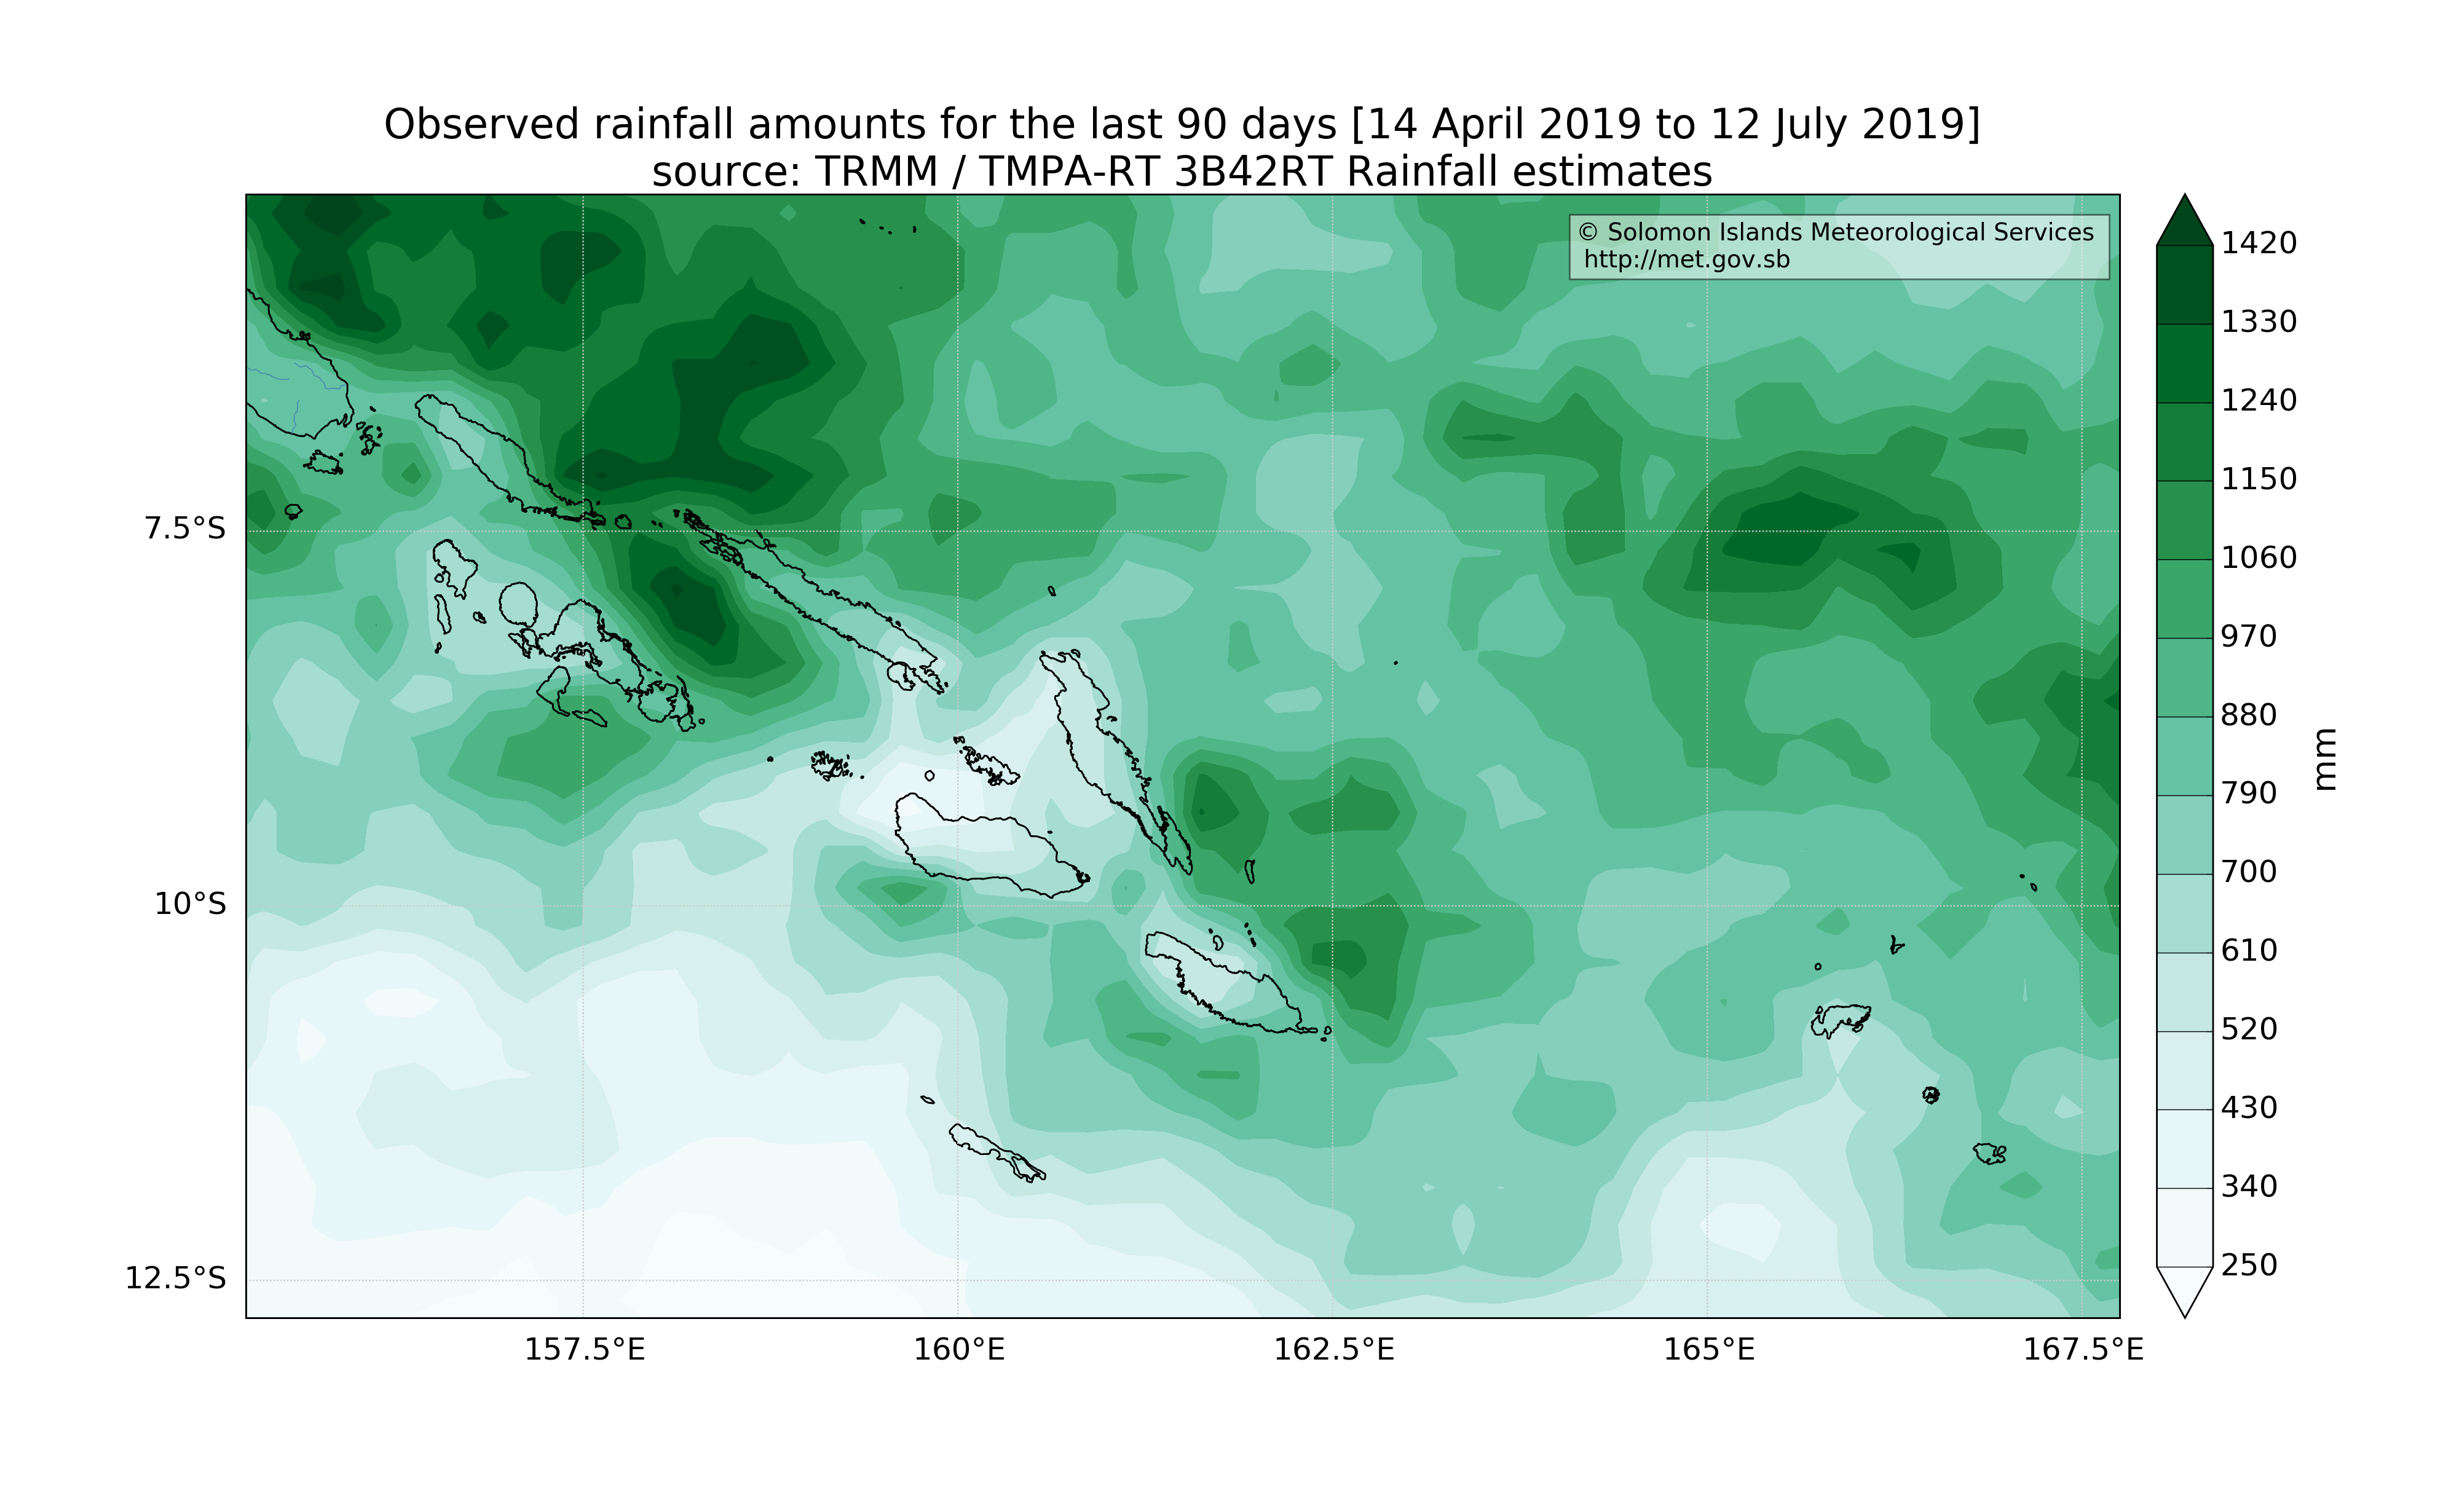 Observed rainfall amounts for the last 90 days [14 April 2019 to 12 July 2019]
source: TRMM / TMPA-RT 3B42RT Rainfall estimates
© Solomon Islands Meteorological Services
http://met.gov.sb
7.5°S
10°S
12.5°S
157.5°E
160°E
162.5°E
165°E
167.5°E
1420
1330
1240
1150
1060
970
880
790
700
610
520
430
340
250
mm